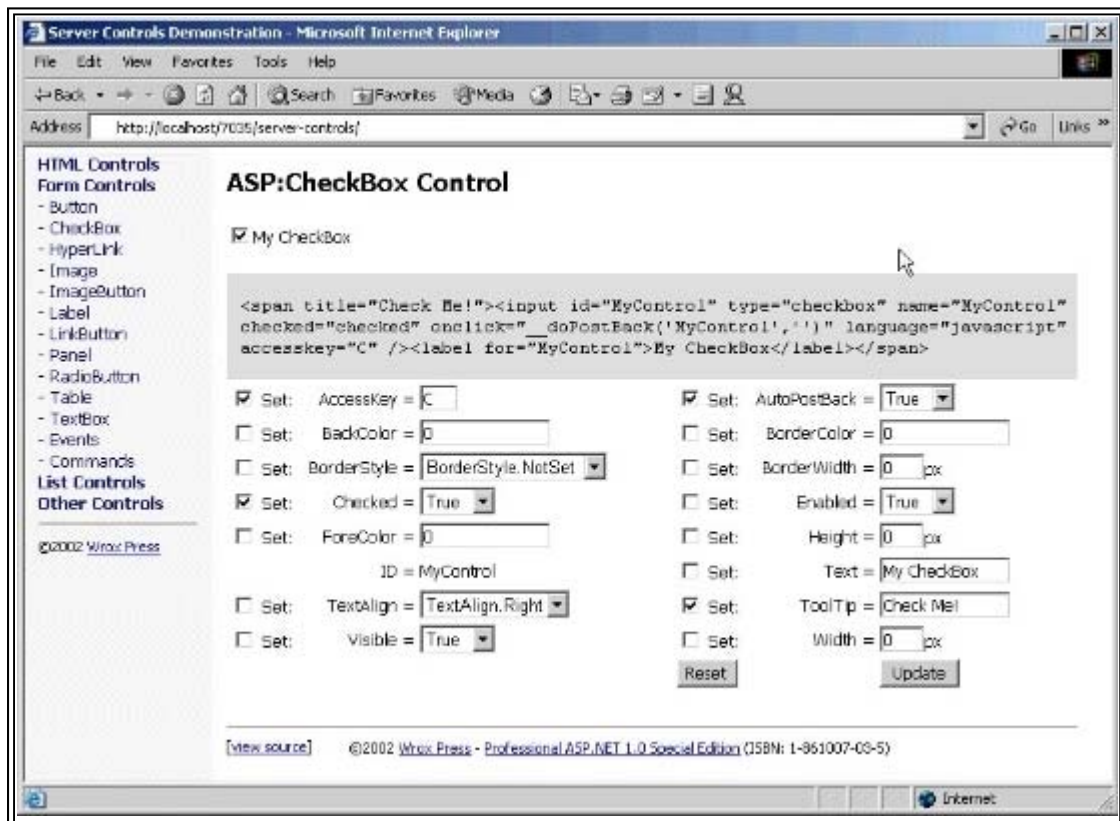 Server Controls Demonstration - Microsoft Internet Explorer
File Edit View Favorites Tools Help
Back Search Favorites Media
Address http://localhost/7035/server-controls/ Go Links »
HTML Controls
Form Controls
- Button
- CheckBox
- HyperLink
- Image
- ImageButton
- Label
- LinkButton
- Panel
- RadioButton
- Table
- TextBox
- Events
- Commands
List Controls
Other Controls
©2002 Wrox Press
ASP:CheckBox Control
My CheckBox
<span title="Check Me!"><input id="MyControl" type="checkbox" name="MyControl"
checked="checked" onclick="__doPostBack('MyControl','')" language="javascript"
accesskey="C" /><label for="MyControl">My CheckBox</label></span>
Set: AccessKey = C Set: AutoPostBack = True
Set: BackColor = 0 Set: BorderColor = 0
Set: BorderStyle = BorderStyle.NotSet Set: BorderWidth = 0 px
Set: Checked = True Set: Enabled = True
Set: ForeColor = 0 Set: Height = 0 px
ID = MyControl Set: Text = My CheckBox
Set: TextAlign = TextAlign.Right Set: ToolTip = Check Me!
Set: Visible = True Set: Width = 0 px
Reset Update
[view source] ©2002 Wrox Press - Professional ASP.NET 1.0 Special Edition (ISBN: 1-861007-03-5)
Internet